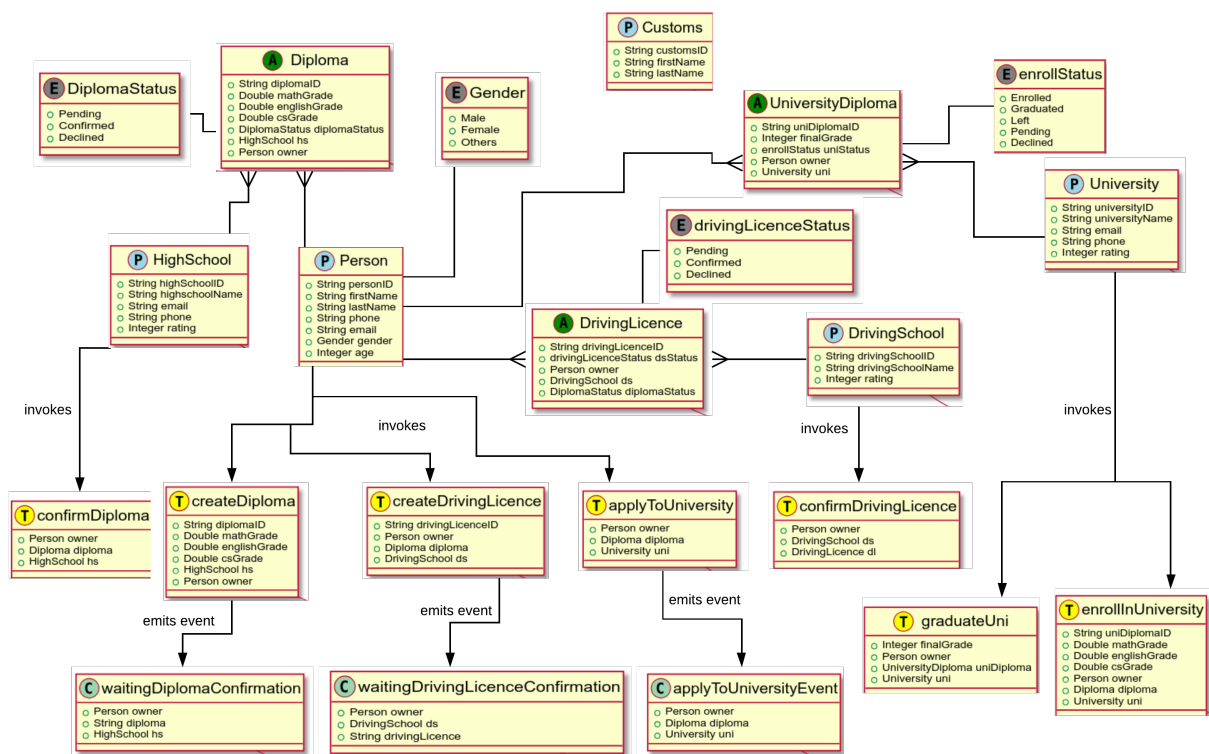 P Customs
String customsID
String firstName
String lastName
A Diploma
String diplomaID
Double mathGrade
Double englishGrade
Double csGrade
DiplomaStatus diplomaStatus
HighSchool hs
Person owner
E DiplomaStatus
Pending
Confirmed
Declined
E Gender
Male
Female
Others
A UniversityDiploma
String uniDiplomaID
Integer finalGrade
enrollStatus uniStatus
Person owner
University uni
E enrollStatus
Enrolled
Graduated
Left
Pending
Declined
P University
String universityID
String universityName
String email
String phone
Integer rating
E drivingLicenceStatus
Pending
Confirmed
Declined
P HighSchool
String highSchoolID
String highschoolName
String email
String phone
Integer rating
P Person
String personID
String firstName
String lastName
String phone
String email
Gender gender
Integer age
A DrivingLicence
String drivingLicenceID
drivingLicenceStatus dsStatus
Person owner
DrivingSchool ds
DiplomaStatus diplomaStatus
P DrivingSchool
String drivingSchoolID
String drivingSchoolName
Integer rating
invokes
invokes
invokes
invokes
T confirmDiploma
Person owner
Diploma diploma
HighSchool hs
T createDiploma
String diplomaID
Double mathGrade
Double englishGrade
Double csGrade
HighSchool hs
Person owner
T createDrivingLicence
String drivingLicenceID
Person owner
Diploma diploma
DrivingSchool ds
T applyToUniversity
Person owner
Diploma diploma
University uni
T confirmDrivingLicence
Person owner
DrivingSchool ds
DrivingLicence dl
emits event
emits event
emits event
T graduateUni
Integer finalGrade
Person owner
UniversityDiploma uniDiploma
University uni
T enrollInUniversity
String uniDiplomaID
Double mathGrade
Double englishGrade
Double csGrade
Person owner
Diploma diploma
University uni
C waitingDiplomaConfirmation
Person owner
String diploma
HighSchool hs
C waitingDrivingLicenceConfirmation
Person owner
DrivingSchool ds
String drivingLicence
C applyToUniversityEvent
Person owner
Diploma diploma
University uni